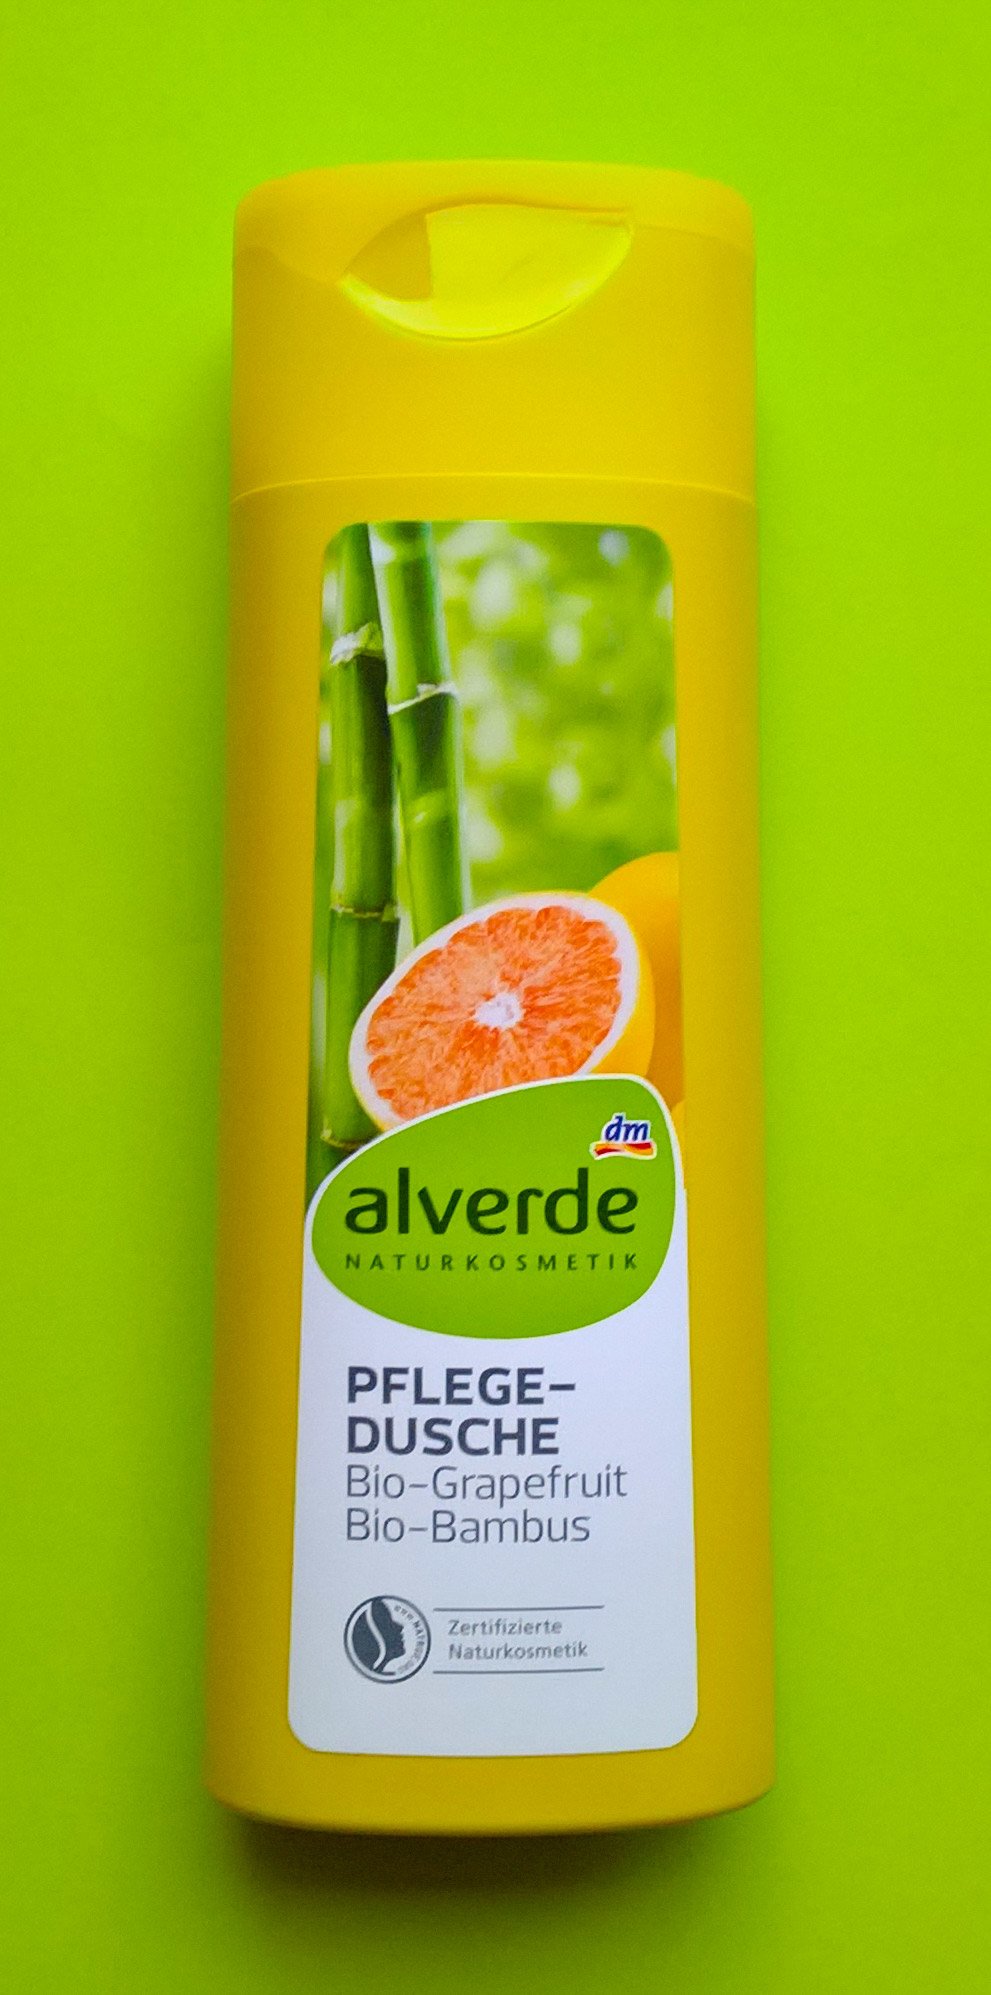 dm
alverde
NATURKOSMETIK
PFLEGE-
DUSCHE
Bio-Grapefruit
Bio-Bambus
Zertifizierte
Naturkosmetik